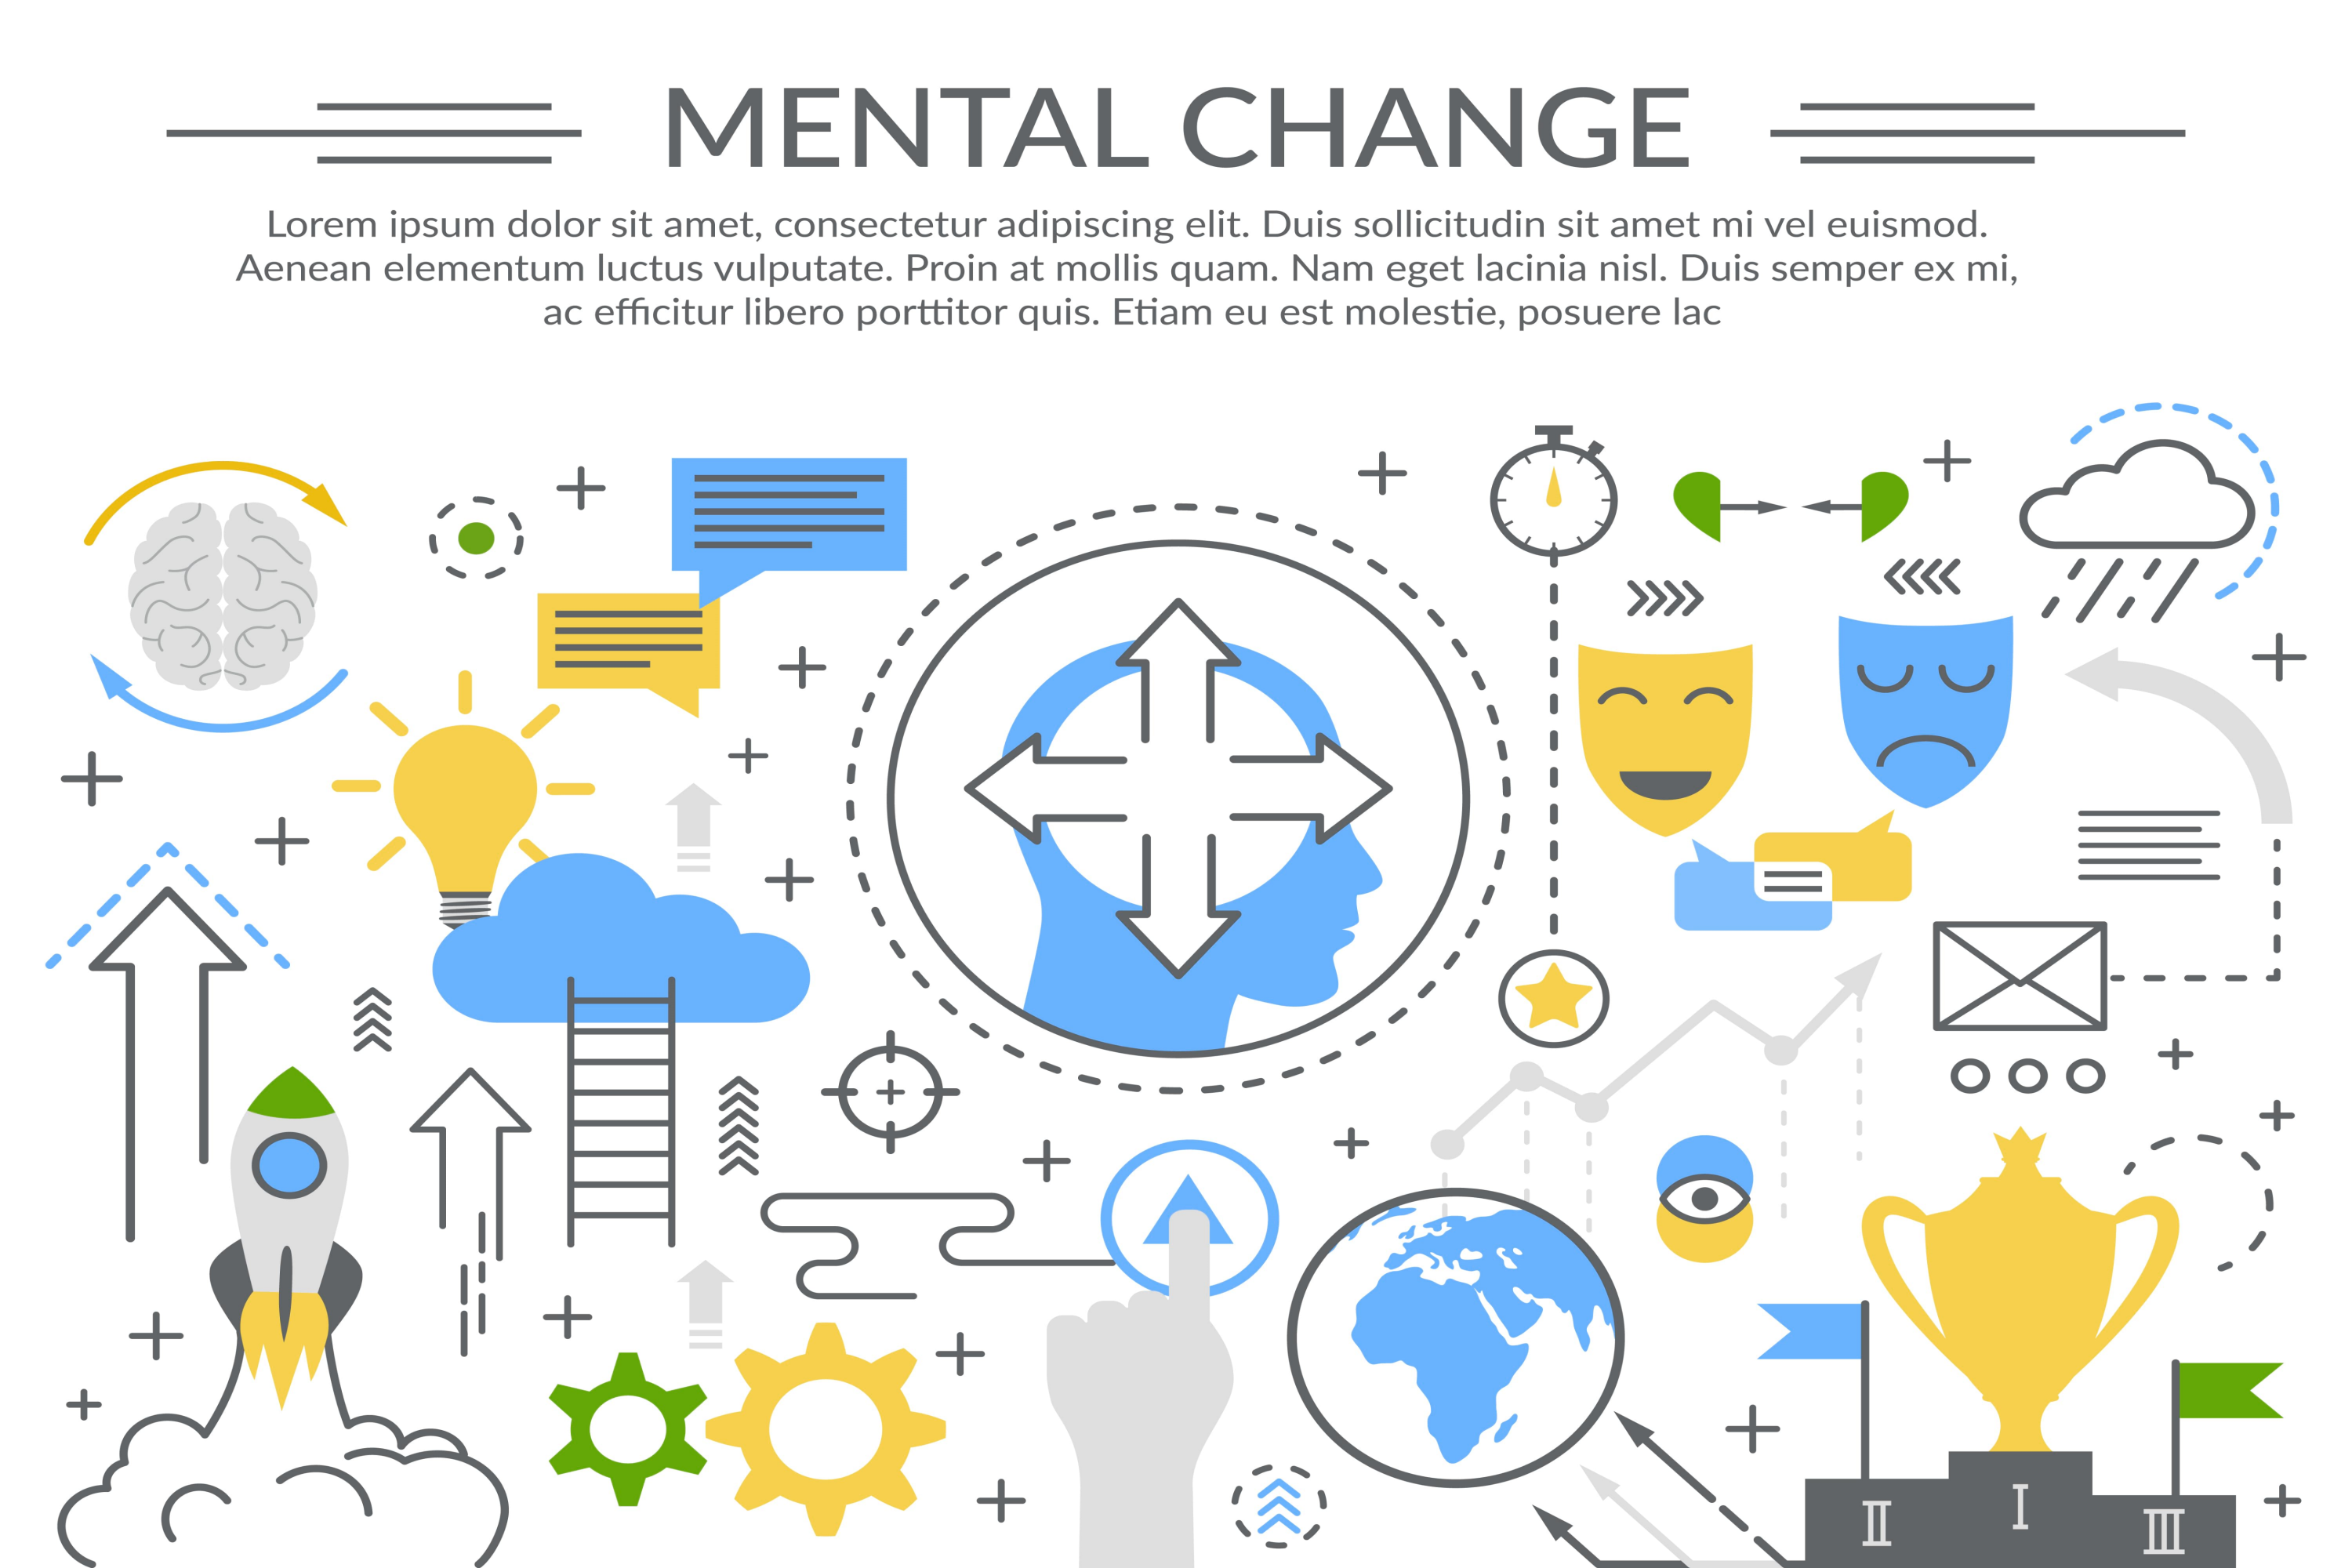 MENTAL CHANGE
Lorem ipsum dolor sit amet, consectetur adipiscing elit. Duis sollicitudin sit amet mi vel euismod.
Aenean elementum luctus vulputate. Proin at mollis quam. Nam eget lacinia nisl. Duis semper ex mi,
ac efficitur libero porttitor quis. Etiam eu est molestie, posuere lac
II I III